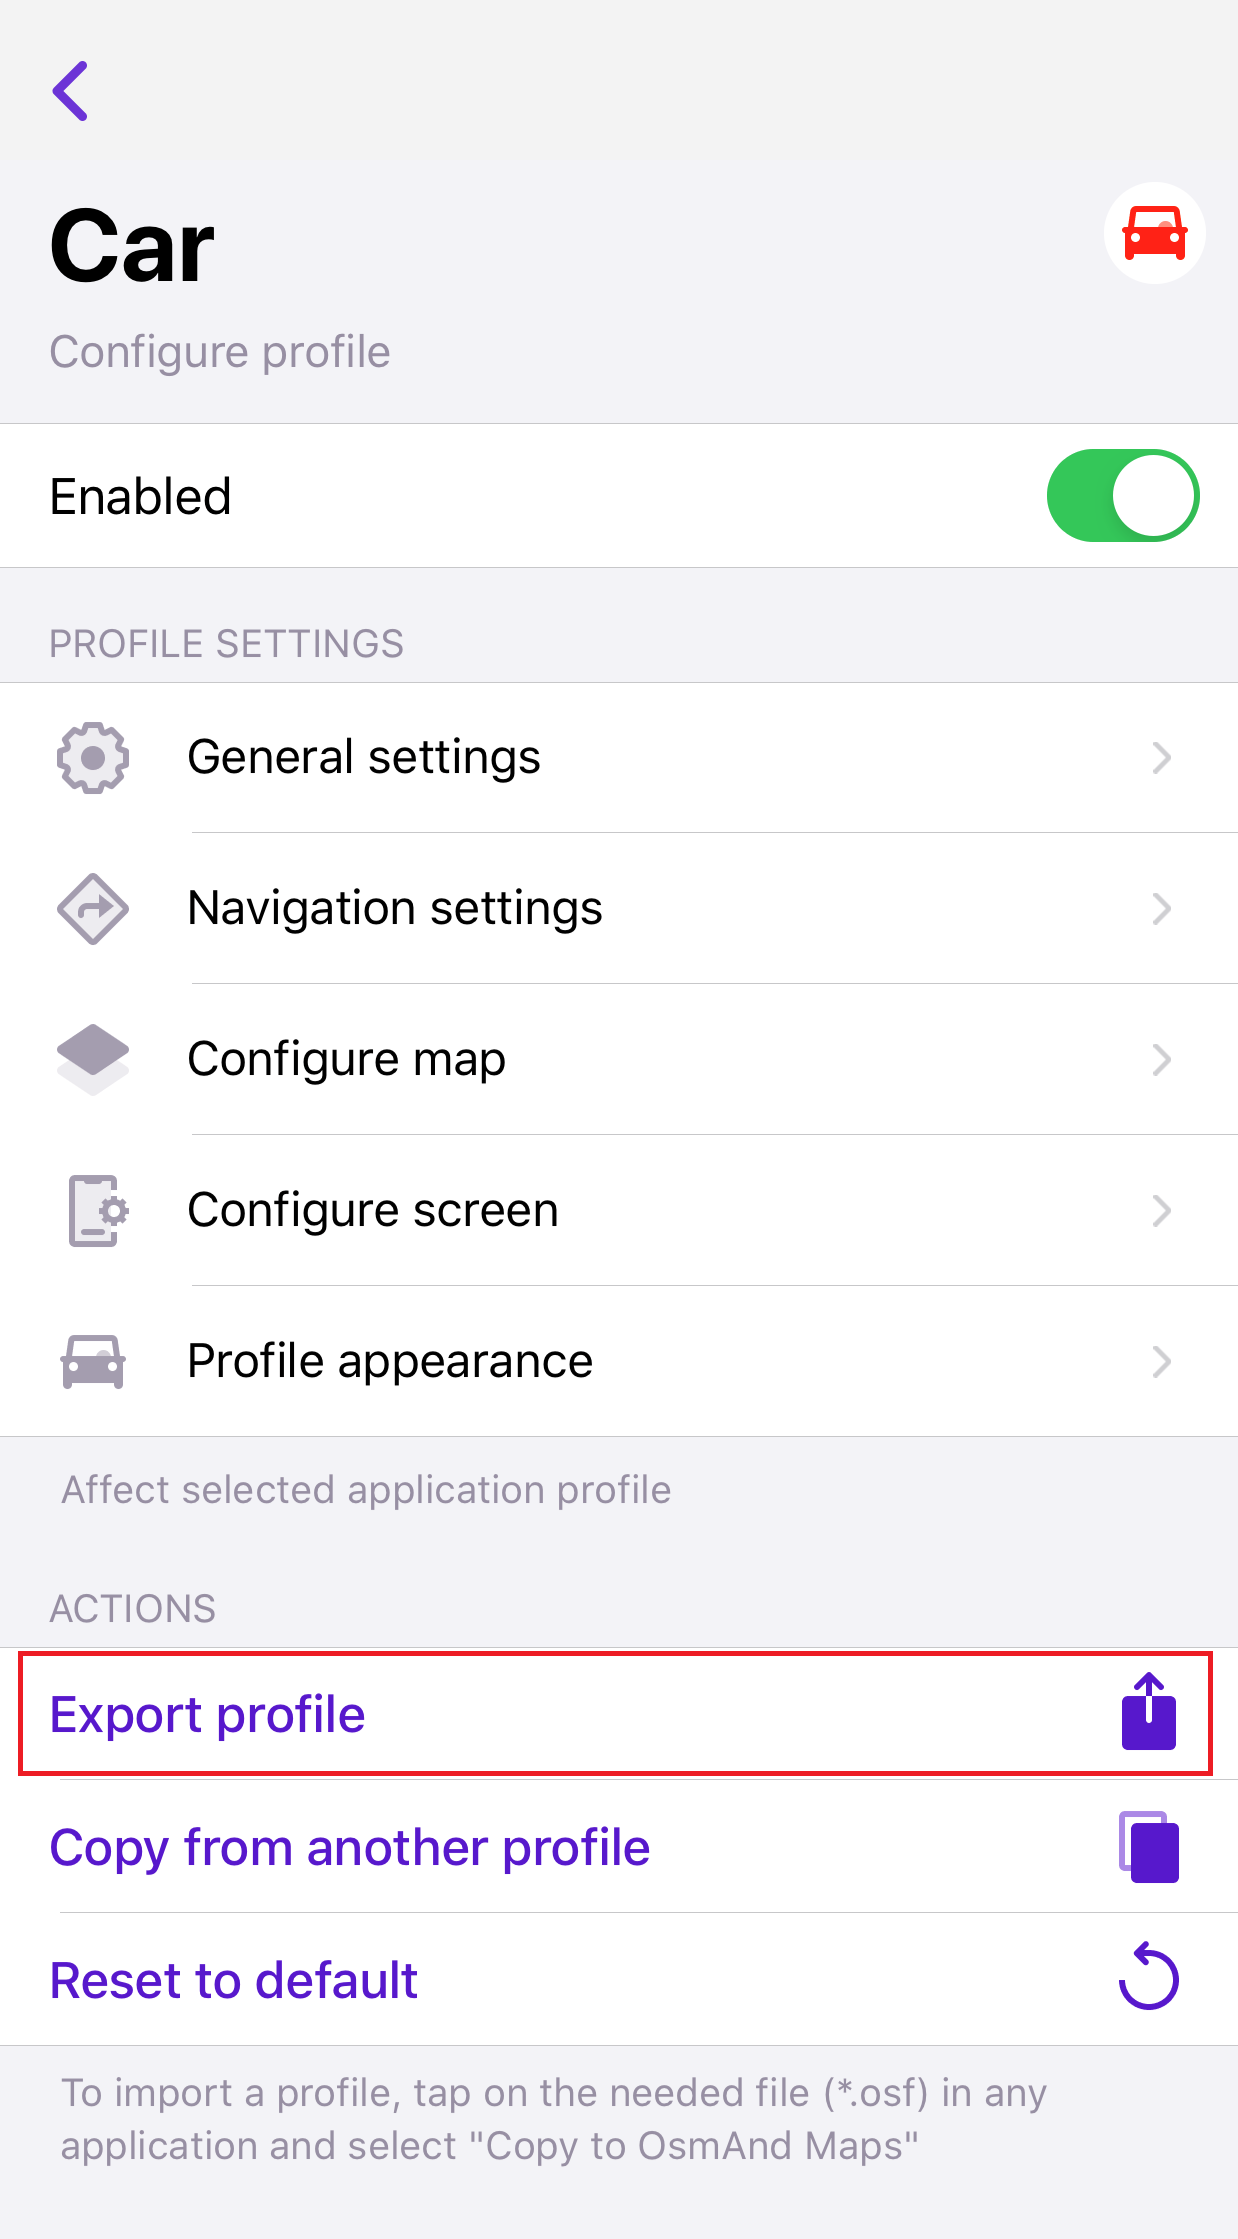 Car
Configure profile
Enabled
PROFILE SETTINGS
General settings
Navigation settings
Configure map
Configure screen
Profile appearance
Affect selected application profile
ACTIONS
Export profile
Copy from another profile
Reset to default
To import a profile, tap on the needed file (*.osf) in any
application and select "Copy to OsmAnd Maps"